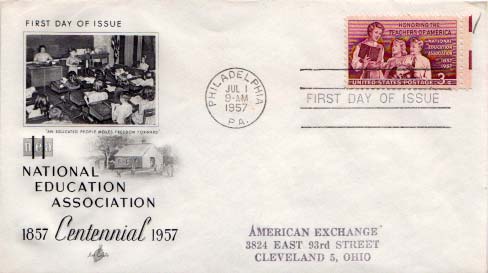 FIRST DAY OF ISSUE
"AN EDUCATED PEOPLE MOVES FREEDOM FORWARD"
NATIONAL
EDUCATION
ASSOCIATION
1857 Centennial 1957
PHILADELPHIA
JUL 1
9-AM
1957
PA.
HONORING THE
TEACHERS OF AMERICA
NATIONAL
EDUCATION
ASSOCIATION
1857
1957
3¢
UNITED STATES POSTAGE
FIRST DAY OF ISSUE
AMERICAN EXCHANGE
3824 EAST 93rd STREET
CLEVELAND 5, OHIO